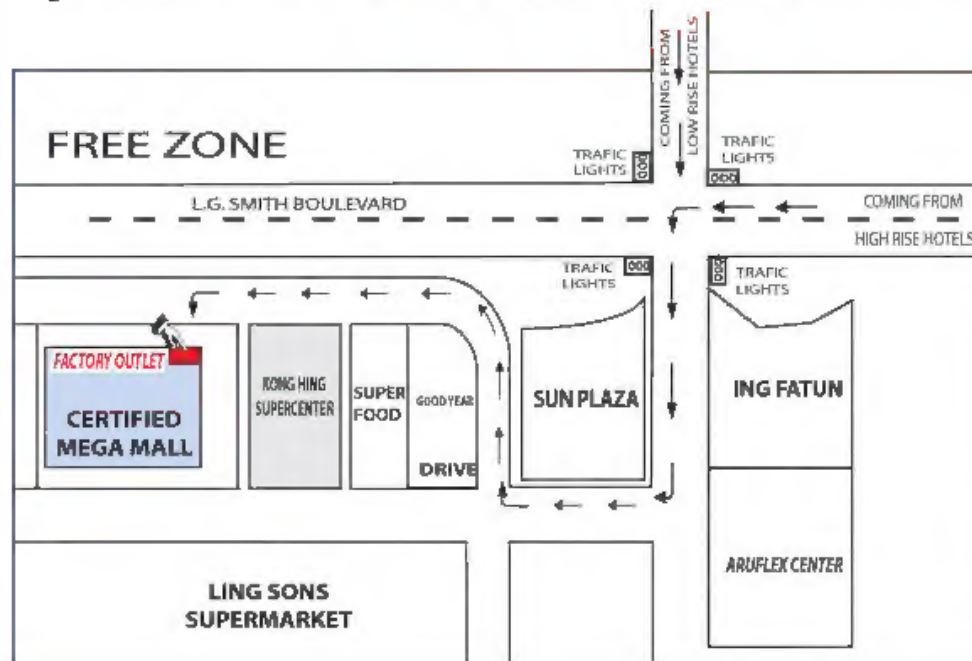 COMING FROM
LOW RISE HOTELS
FREE ZONE
TRAFIC
LIGHTS
TRAFIC
LIGHTS
L.G. SMITH BOULEVARD
COMING FROM
HIGH RISE HOTELS
TRAFIC
LIGHTS
TRAFIC
LIGHTS
FACTORY OUTLET
CERTIFIED
MEGA MALL
KONG HING
SUPERCENTER
SUPER
FOOD
GOOD YEAR
DRIVE
SUN PLAZA
ING FATUN
ARUFLEX CENTER
LING SONS
SUPERMARKET